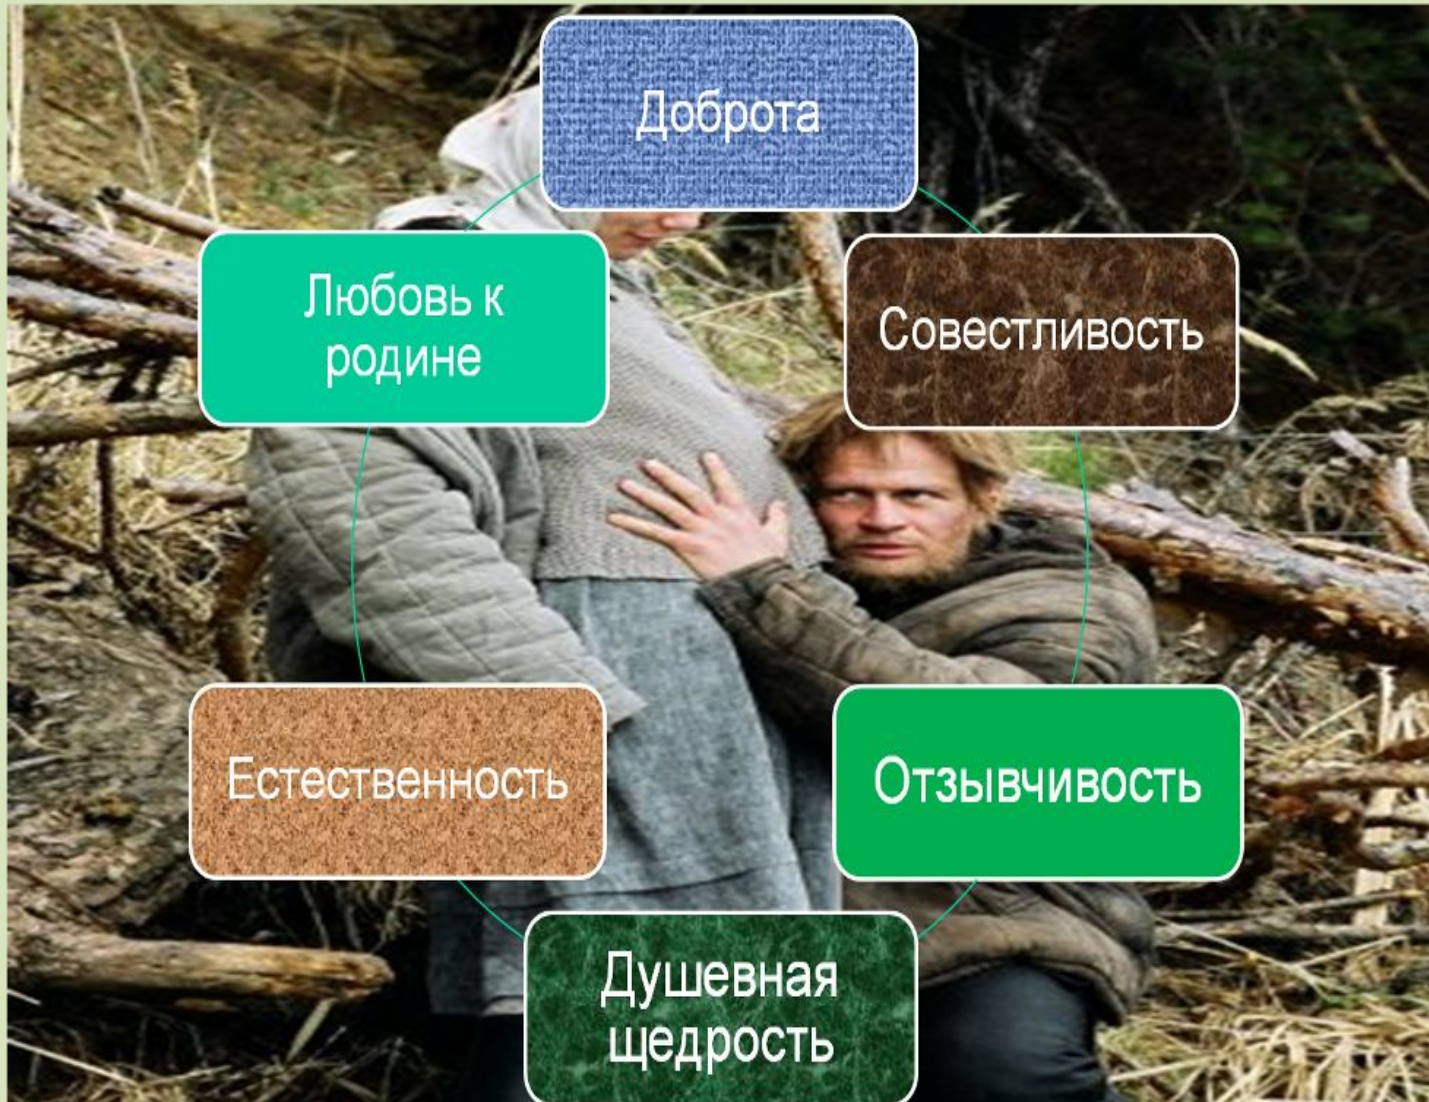 Доброта
Любовь к
родине
Совестливость
Естественность
Отзывчивость
Душевная
щедрость